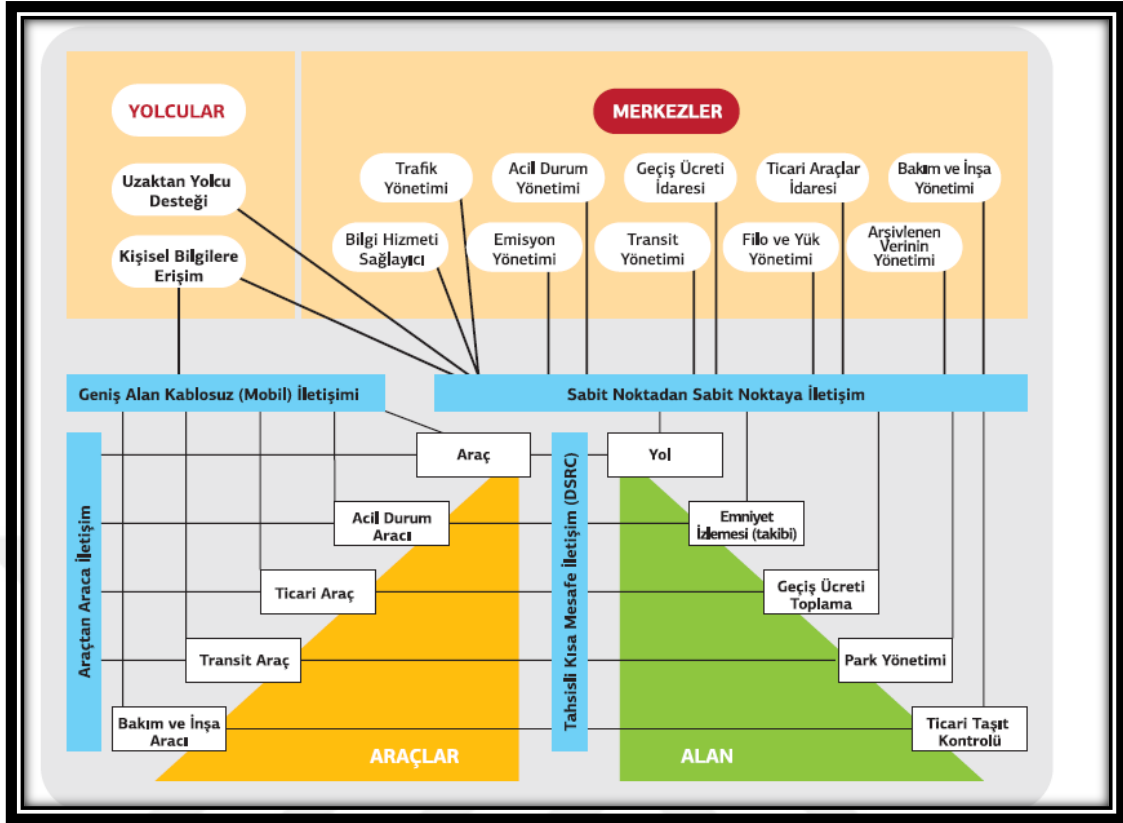 YOLCULAR
MERKEZLER
Uzaktan Yolcu
Desteği
Kişisel Bilgilere
Erişim
Trafik
Yönetimi
Acil Durum
Yönetimi
Geçiş Ücreti
İdaresi
Ticari Araçlar
İdaresi
Bakım ve İnşa
Yönetimi
Bilgi Hizmeti
Sağlayıcı
Emisyon
Yönetimi
Transit
Yönetimi
Filo ve Yük
Yönetimi
Arşivlenen
Verinin
Yönetimi
Geniş Alan Kablosuz (Mobil) İletişimi
Sabit Noktadan Sabit Noktaya İletişim
Araçtan Araca İletişim
Araç
Acil Durum
Aracı
Ticari Araç
Transit Araç
Bakım ve İnşa
Aracı
ARAÇLAR
Tahsisli Kısa Mesafe İletişim (DSRC)
Yol
Emniyet
İzlemesi (takibi)
Geçiş Ücreti
Toplama
Park Yönetimi
Ticari Taşıt
Kontrolü
ALAN